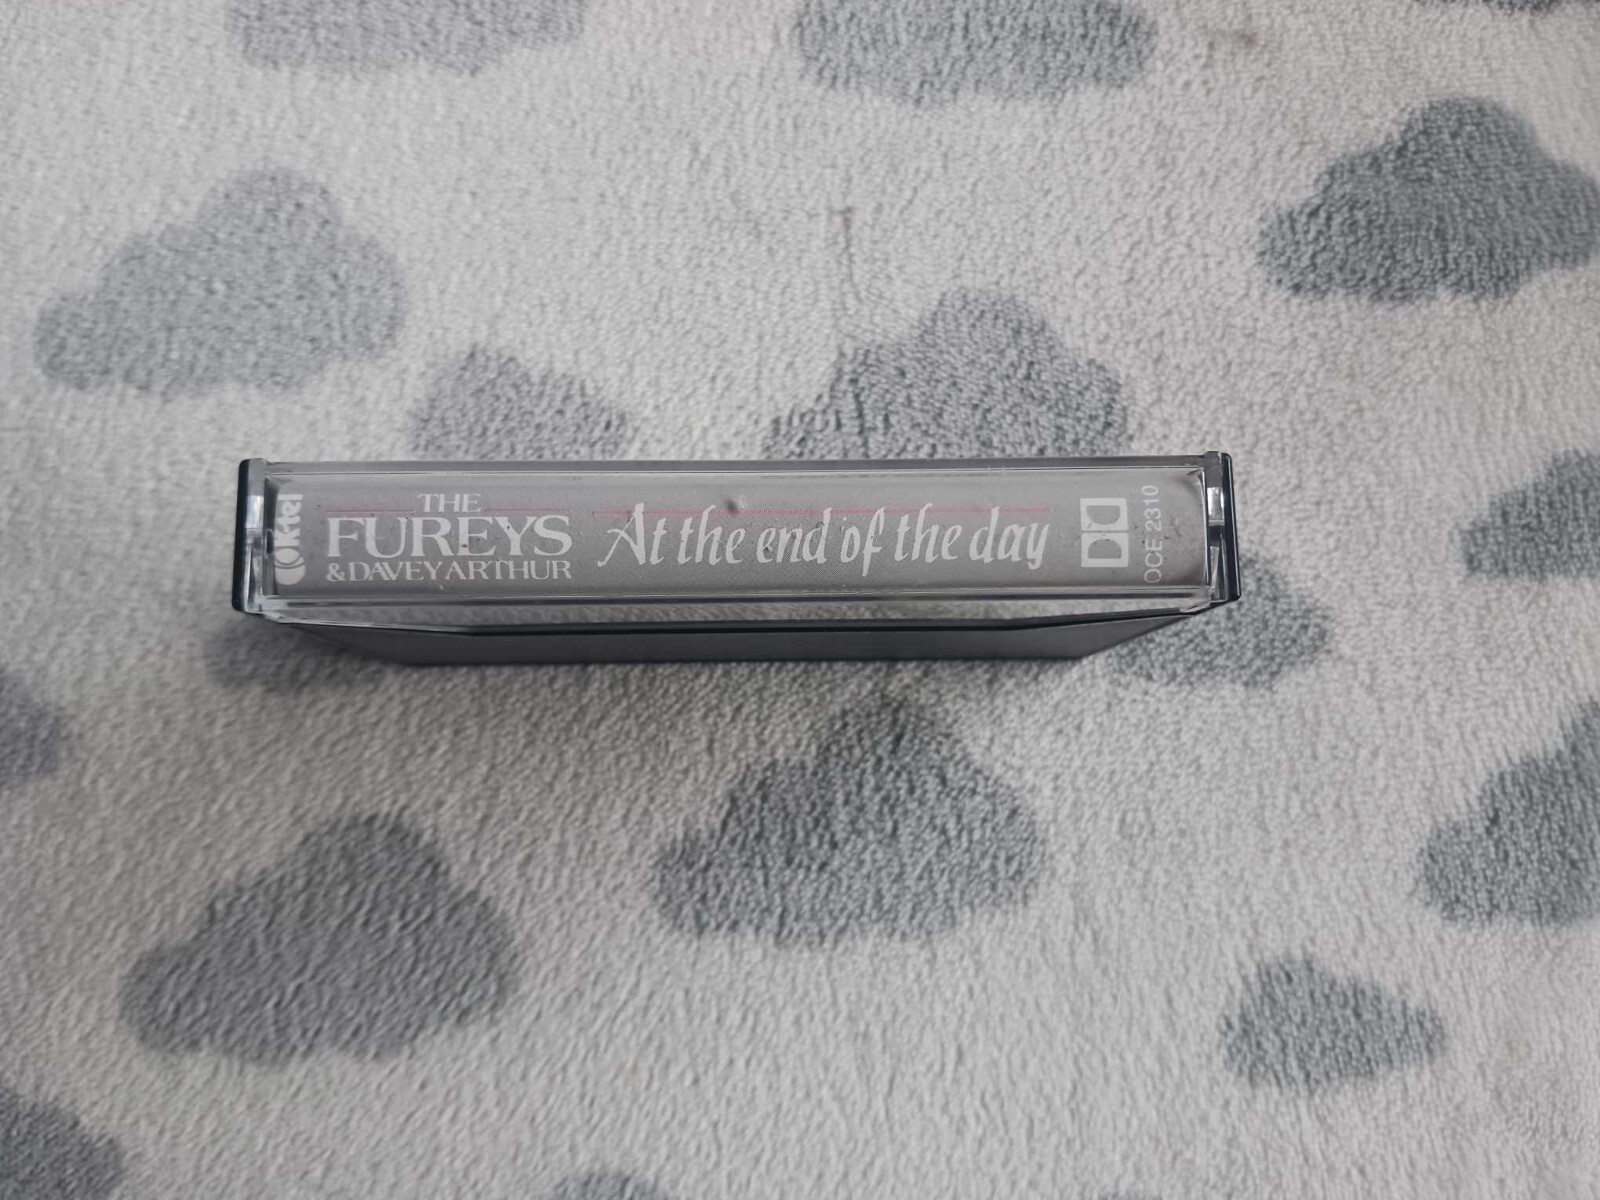 k-tel
THE
FUREYS
& DAVEY ARTHUR
At the end of the day
OCE 2310